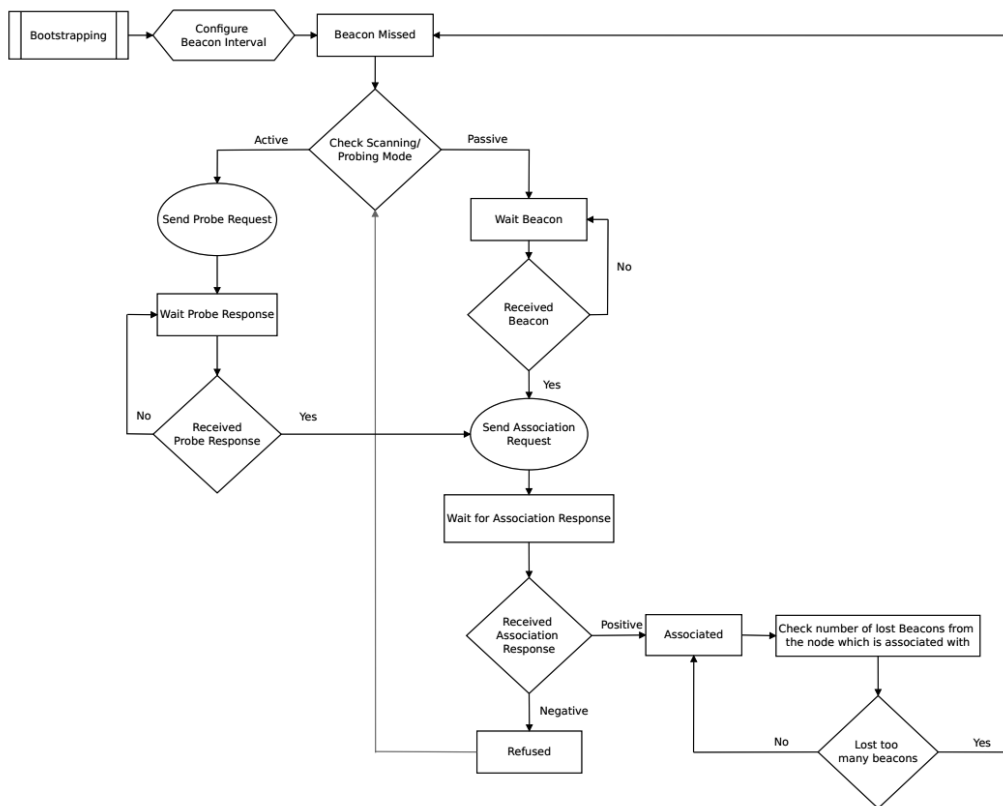 Bootstrapping
Configure
Beacon Interval
Beacon Missed
Active
Check Scanning/
Probing Mode
Passive
Send Probe Request
Wait Beacon
No
Wait Probe Response
Received
Beacon
Yes
No
Received
Probe Response
Yes
Send Association
Request
Wait for Association Response
Received
Association
Response
Positive
Associated
Check number of lost Beacons from
the node which is associated with
Negative
Refused
No
Lost too
many beacons
Yes